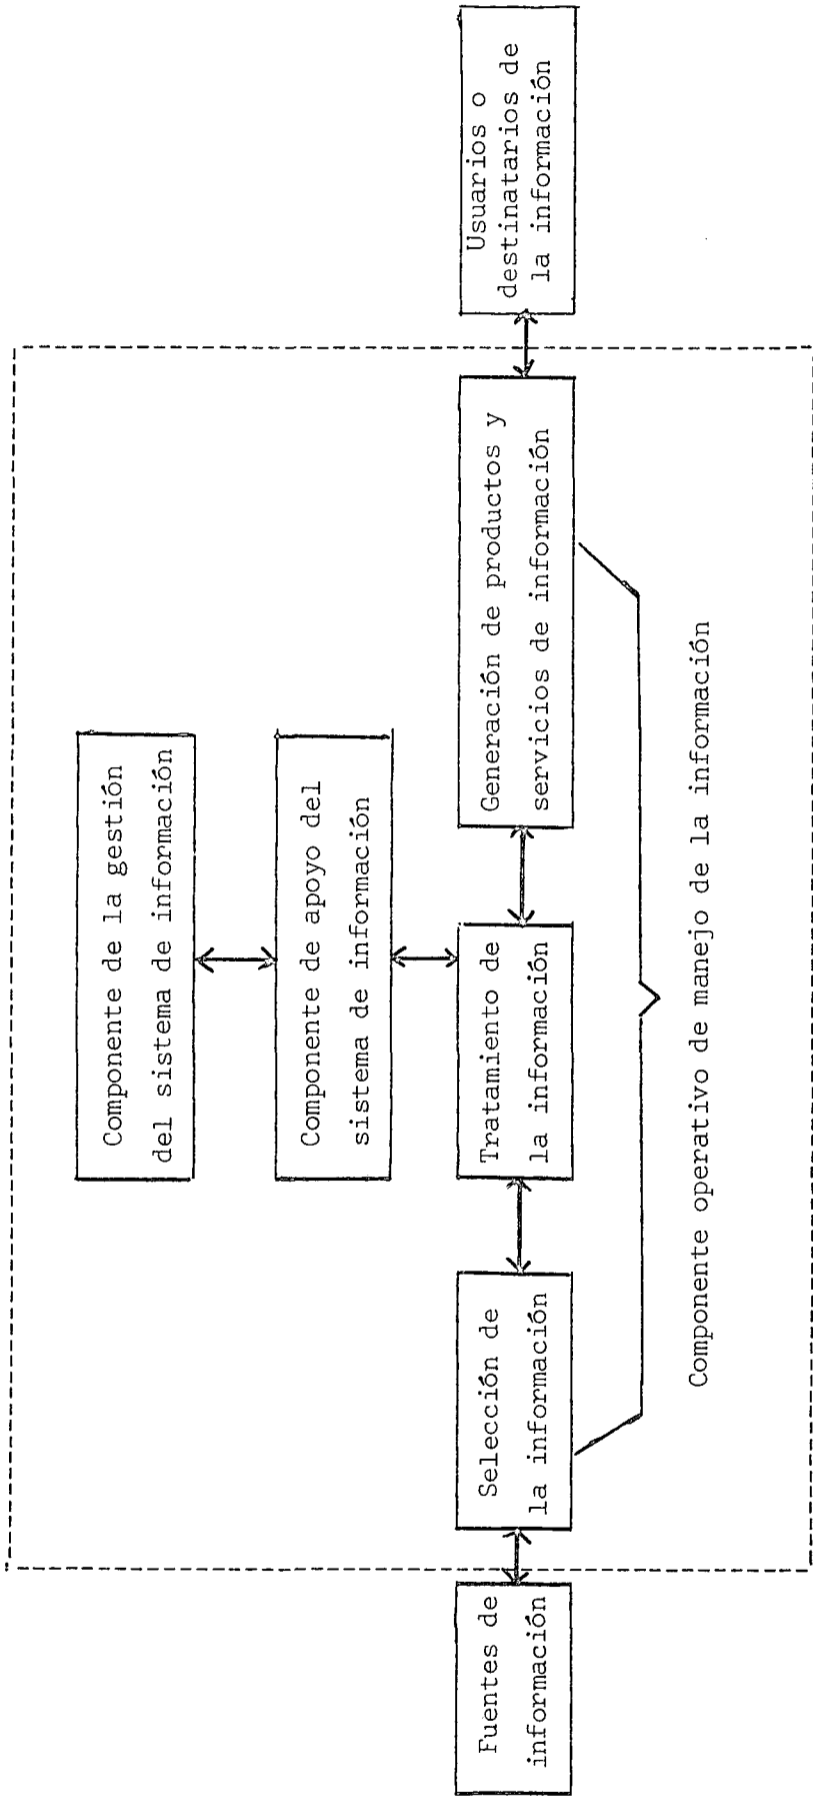 Componente de la gestión
del sistema de información
Componente de apoyo del
sistema de información
Fuentes de
información
Selección de
la información
Tratamiento de
la información
Generación de productos y
servicios de información
Usuarios o
destinatarios de
la información
Componente operativo de manejo de la información